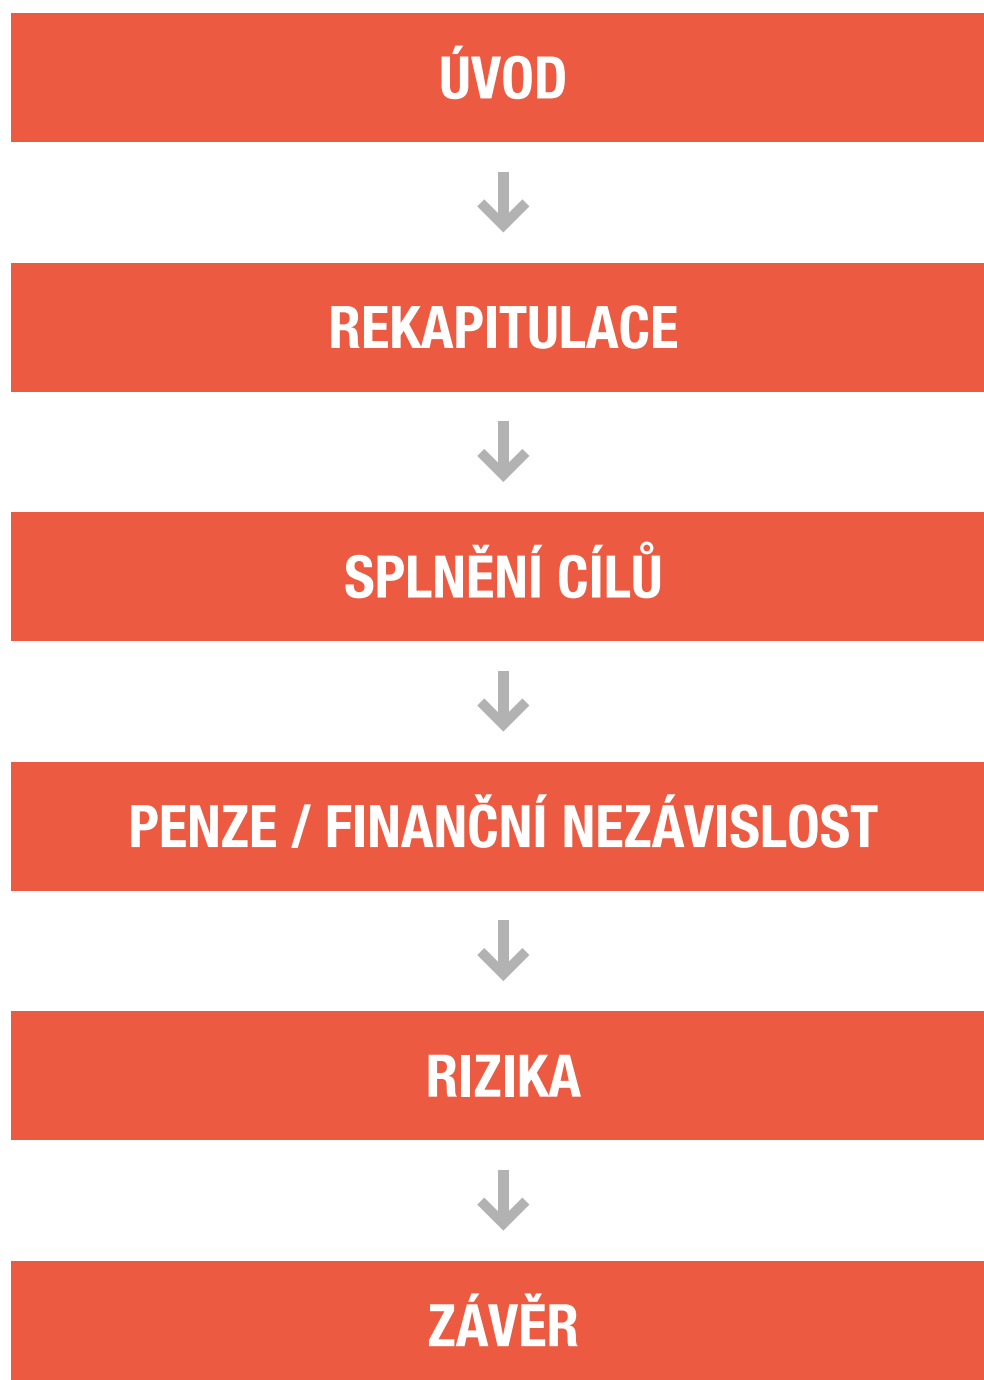 ÚVOD
REKAPITULACE
SPLNĚNÍ CÍLŮ
PENZE / FINANČNÍ NEZÁVISLOST
RIZIKA
ZÁVĚR